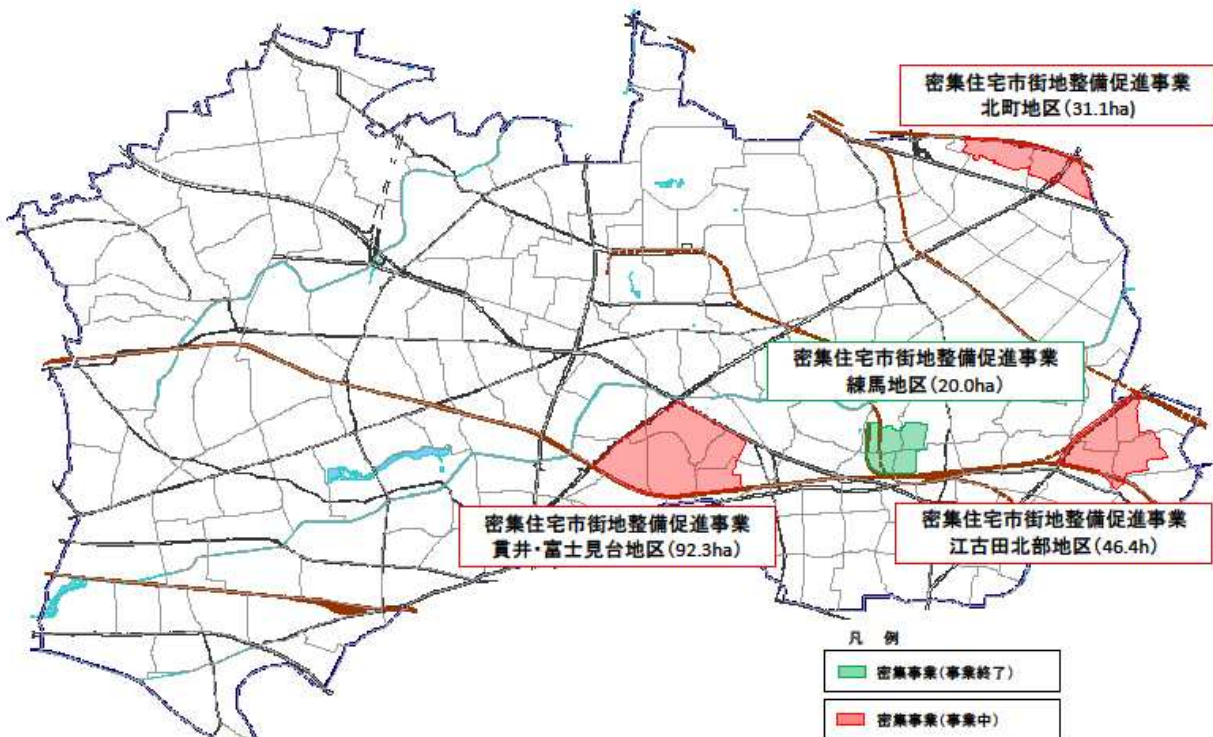 密集住宅市街地整備促進事業
北町地区(31.1ha)
密集住宅市街地整備促進事業
練馬地区(20.0ha)
密集住宅市街地整備促進事業
貫井・富士見台地区(92.3ha)
密集住宅市街地整備促進事業
江古田北部地区(46.4h)
凡 例
密集事業(事業終了)
密集事業(事業中)